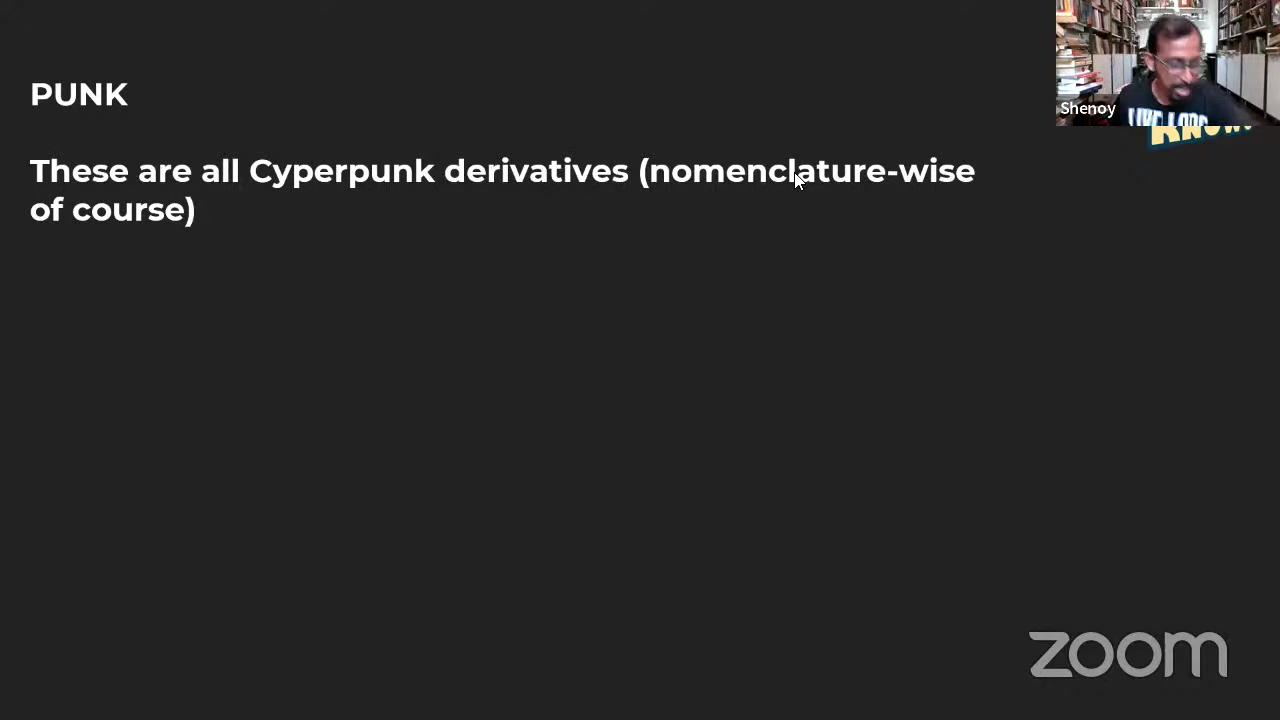 PUNK
These are all Cyperpunk derivatives (nomenclature-wise
of course)
Shenoy
zoom